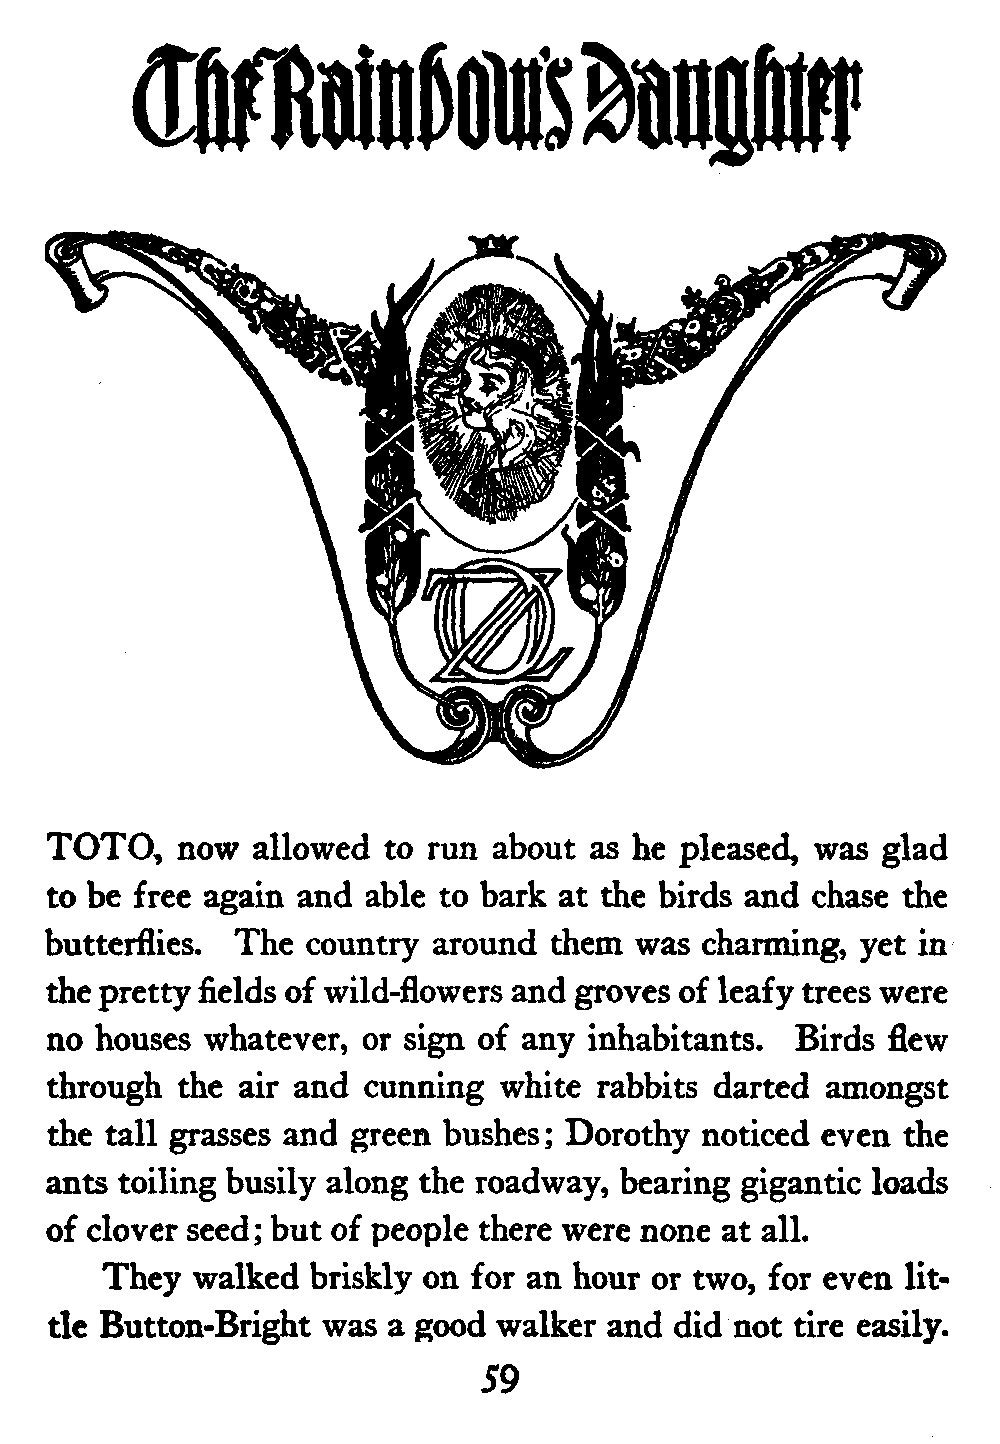 The Rainbow's Daughter
OZ
TOTO, now allowed to run about as he pleased, was glad
to be free again and able to bark at the birds and chase the
butterflies. The country around them was charming, yet in
the pretty fields of wild-flowers and groves of leafy trees were
no houses whatever, or sign of any inhabitants. Birds flew
through the air and cunning white rabbits darted amongst
the tall grasses and green bushes; Dorothy noticed even the
ants toiling busily along the roadway, bearing gigantic loads
of clover seed; but of people there were none at all.
They walked briskly on for an hour or two, for even lit-
tle Button-Bright was a good walker and did not tire easily.
59